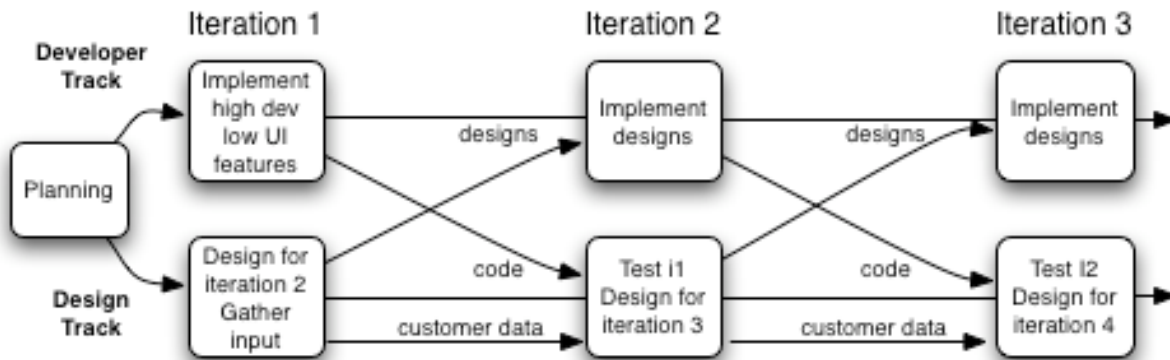 Iteration 1
Iteration 2
Iteration 3
Developer
Track
Implement
high dev
low UI
features
designs
Implement
designs
designs
Implement
designs
Planning
Design
Track
Design for
iteration 2
Gather
input
code
customer data
Test i1
Design for
iteration 3
code
customer data
Test I2
Design for
iteration 4